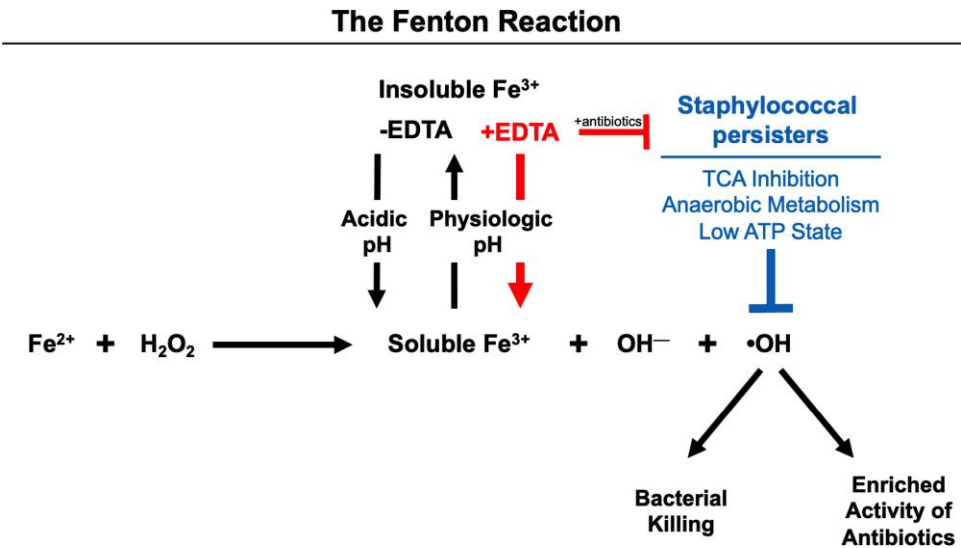 The Fenton Reaction
Insoluble Fe³⁺
-EDTA +EDTA +antibiotics
Staphylococcal
persisters
TCA Inhibition
Anaerobic Metabolism
Low ATP State
Acidic
pH
Physiologic
pH
Fe²⁺ + H₂O₂ Soluble Fe³⁺ + OH— + •OH
Bacterial
Killing
Enriched
Activity of
Antibiotics